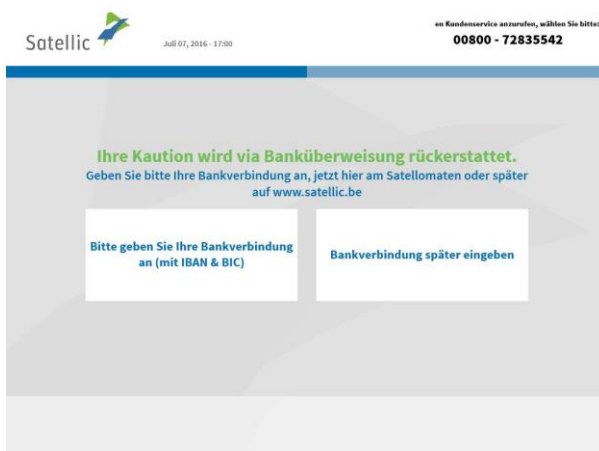 en Kundenservice anzurufen, wählen Sie bitte:
Satellic
Juli 07, 2016 - 17:00
00800 - 72835542
Ihre Kaution wird via Banküberweisung rückerstattet.
Geben Sie bitte Ihre Bankverbindung an, jetzt hier am Satellomaten oder später
auf www.satellic.be
Bitte geben Sie Ihre Bankverbindung
an (mit IBAN & BIC)
Bankverbindung später eingeben